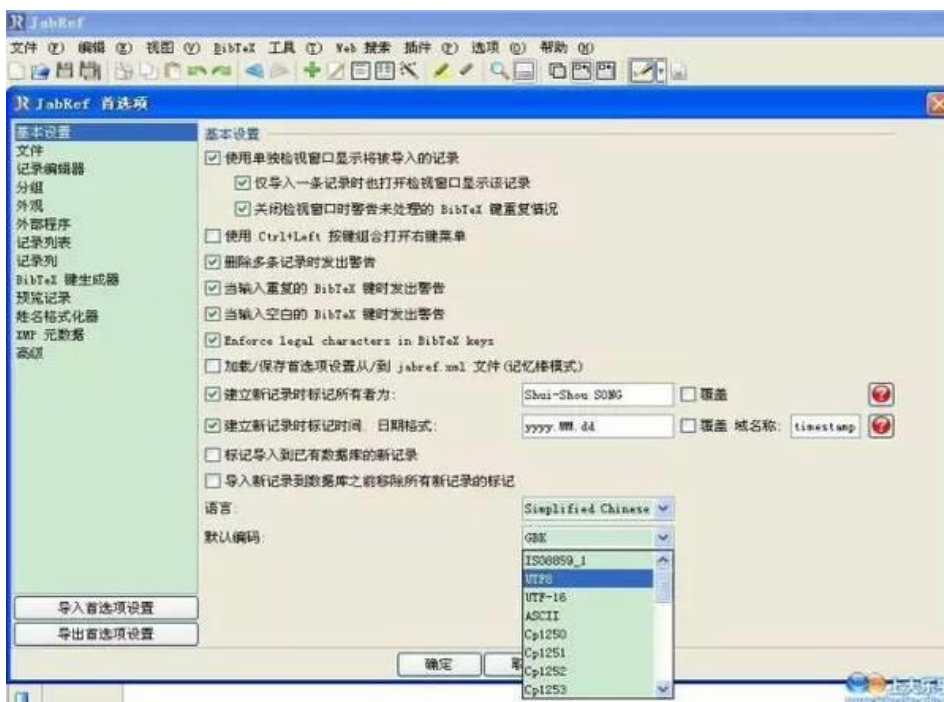 JabRef
文件 (F) 编辑 (E) 视图 (V) BibTeX 工具 (T) Web 搜索 插件 (P) 选项 (O) 帮助 (H)
JabRef 首选项
基本设置
文件
记录编辑器
分组
外观
外部程序
记录列表
记录列
BibTeX 键生成器
预览记录
姓名格式化器
XMP 元数据
高级
导入首选项设置
导出首选项设置
基本设置
使用单独检视窗口显示将被导入的记录
仅导入一条记录时也打开检视窗口显示该记录
关闭检视窗口时警告未处理的 BibTeX 键重复情况
使用 Ctrl+Left 按键组合打开右键菜单
删除多条记录时发出警告
当输入重复的 BibTeX 键时发出警告
当输入空白的 BibTeX 键时发出警告
Enforce legal characters in BibTeX keys
加载/保存首选项设置从/到 jabref.xml 文件(记忆棒模式)
建立新记录时标记所有者为: Shui-Shou SONG 覆盖
建立新记录时标记时间. 日期格式: yyyy.MM.dd 覆盖 域名称: timestamp
标记导入到已有数据库的新记录
导入新记录到数据库之前移除所有新记录的标记
语言: Simplified Chinese
默认编码: GBK
ISO8859_1
UTF8
UTF-16
ASCII
Cp1250
Cp1251
Cp1252
Cp1253
确定